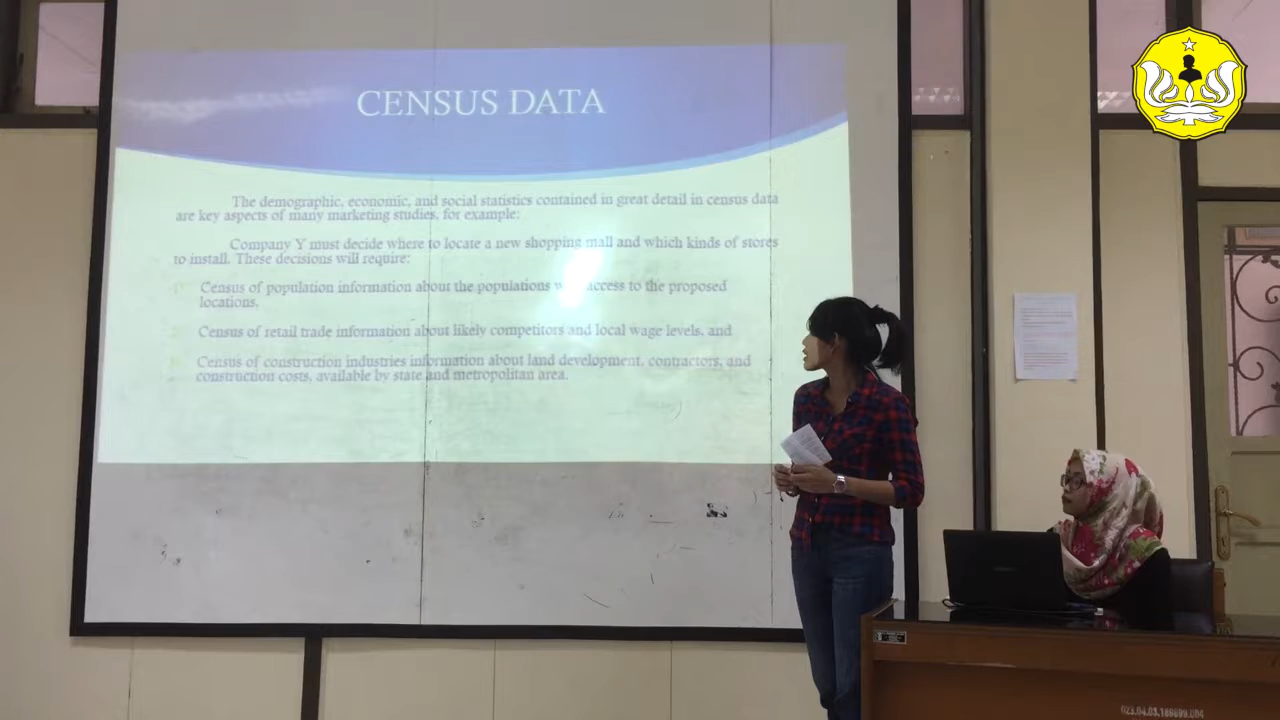 CENSUS DATA
The demographic, economic, and social statistics contained in great detail in census data
are key aspects of many marketing studies, for example:
Company Y must decide where to locate a new shopping mall and which kinds of stores
to install. These decisions will require:
Census of population information about the populations access to the proposed
locations,
Census of retail trade information about likely competitors and local wage levels, and
Census of construction industries information about land development, contractors, and
construction costs, available by state and metropolitan area.